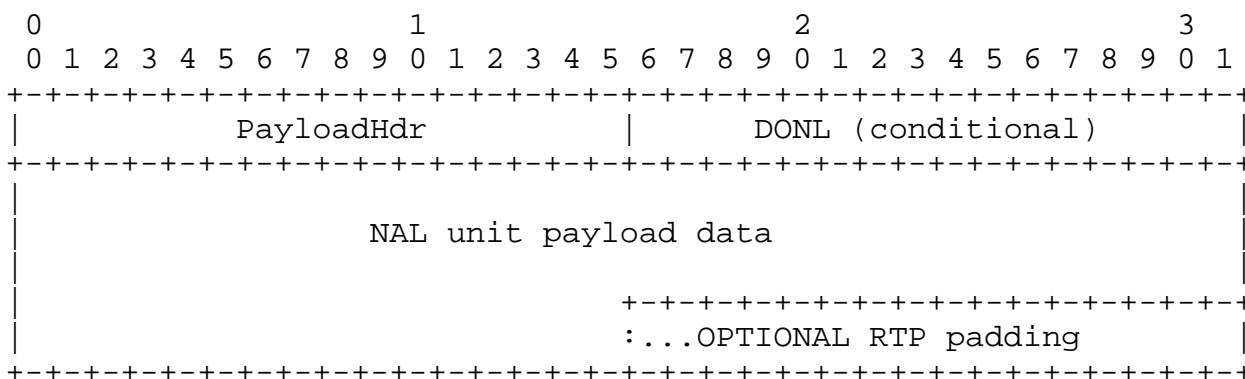 0                   1                   2                   3
 0 1 2 3 4 5 6 7 8 9 0 1 2 3 4 5 6 7 8 9 0 1 2 3 4 5 6 7 8 9 0 1
+-+-+-+-+-+-+-+-+-+-+-+-+-+-+-+-+-+-+-+-+-+-+-+-+-+-+-+-+-+-+-+-+
|           PayloadHdr          |      DONL (conditional)       |
+-+-+-+-+-+-+-+-+-+-+-+-+-+-+-+-+-+-+-+-+-+-+-+-+-+-+-+-+-+-+-+-+
|                                                               |
|                  NAL unit payload data                        |
|                                                               |
|                               +-+-+-+-+-+-+-+-+-+-+-+-+-+-+-+-+
|                               :...OPTIONAL RTP padding        |
+-+-+-+-+-+-+-+-+-+-+-+-+-+-+-+-+-+-+-+-+-+-+-+-+-+-+-+-+-+-+-+-+